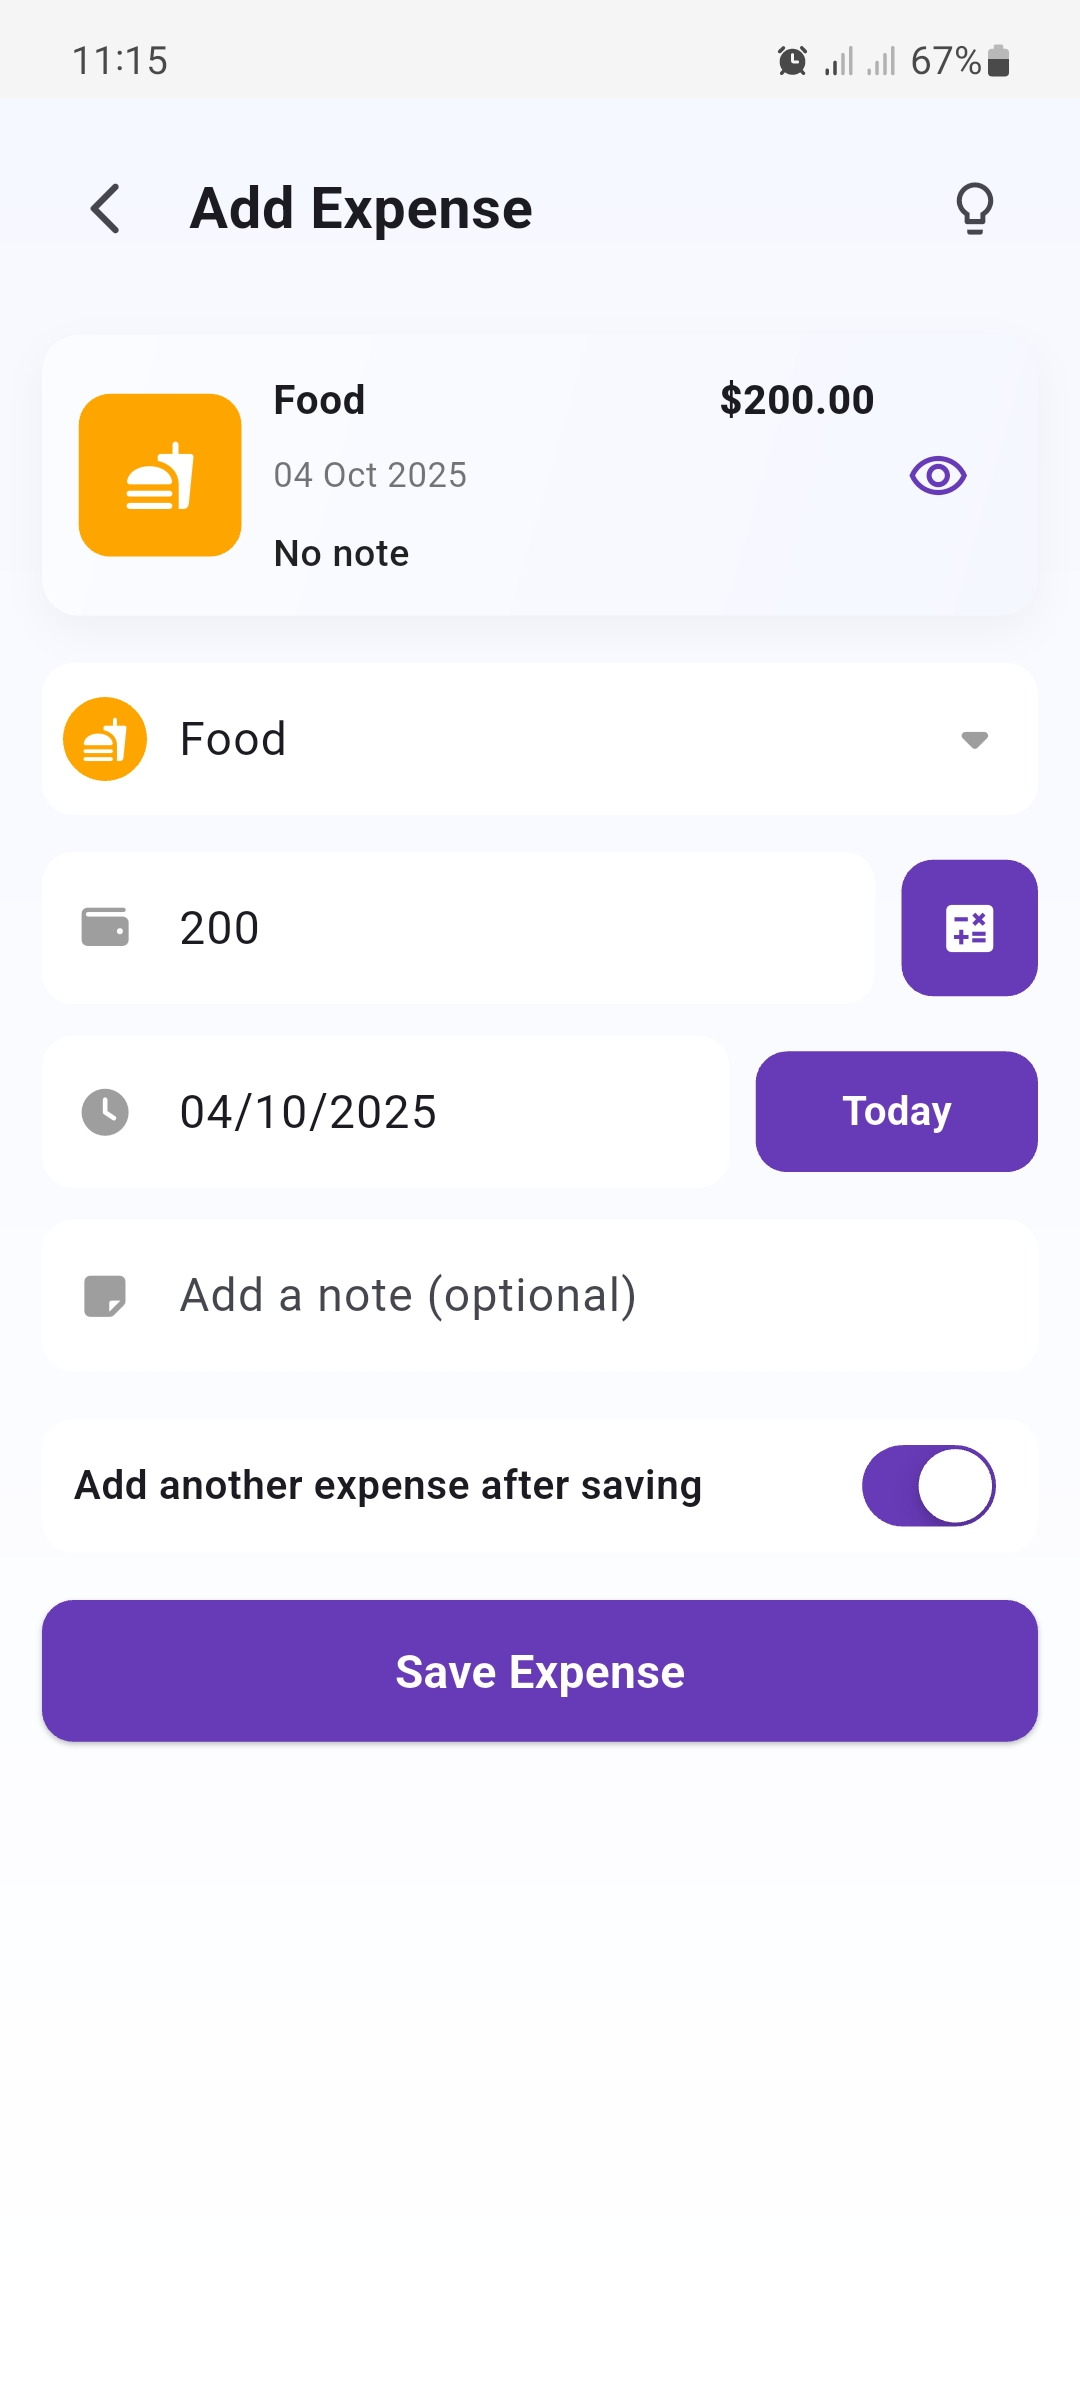 11:15
67%
Add Expense
Food
$200.00
04 Oct 2025
No note
Food
200
04/10/2025
Today
Add a note (optional)
Add another expense after saving
Save Expense